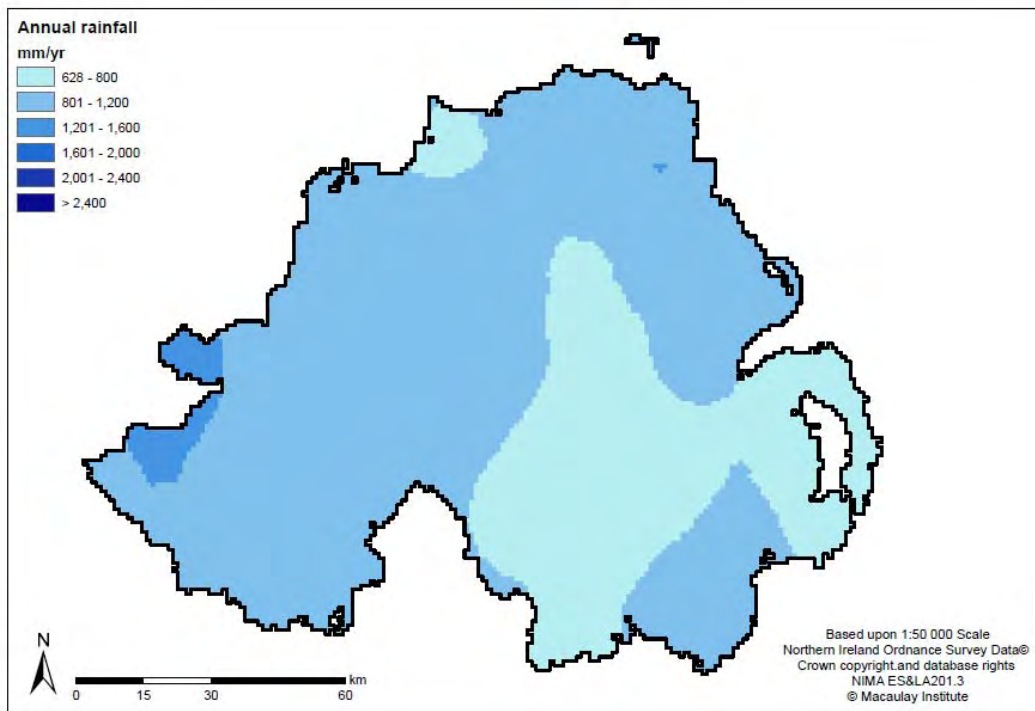 Annual rainfall
mm/yr
628 - 800
801 - 1,200
1,201 - 1,600
1,601 - 2,000
2,001 - 2,400
> 2,400
N
km
0 15 30 60
Based upon 1:50 000 Scale
Northern Ireland Ordnance Survey Data©
Crown copyright.and database rights
NIMA ES&LA201.3
© Macaulay Institute